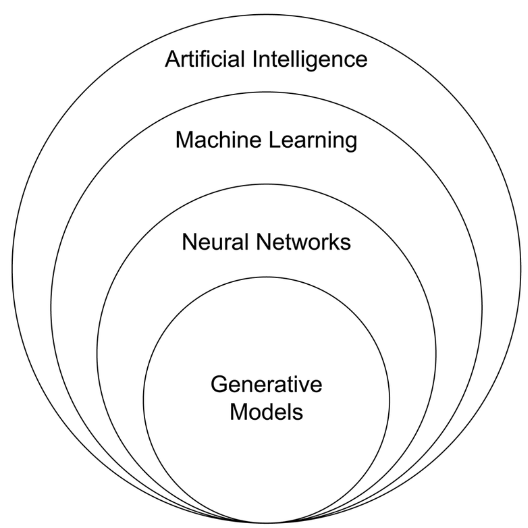 Artificial Intelligence
Machine Learning
Neural Networks
Generative
Models